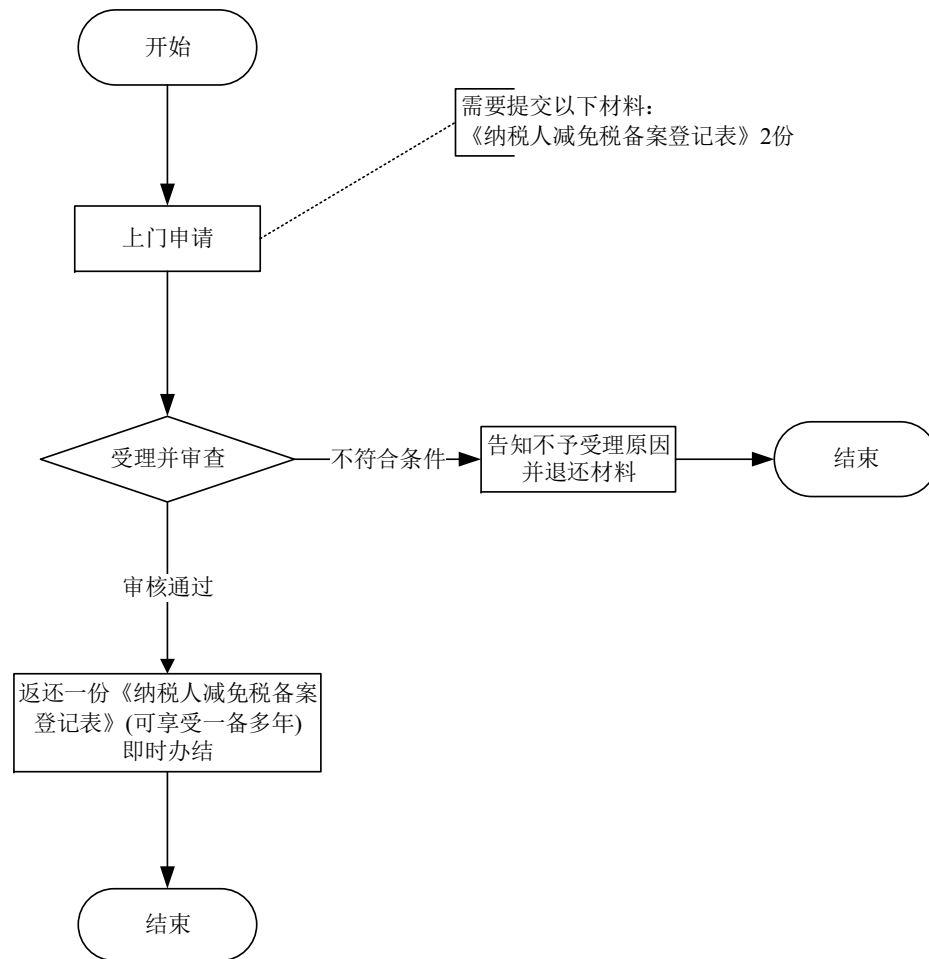 开始
需要提交以下材料：
《纳税人减免税备案登记表》2份
上门申请
受理并审查
不符合条件
告知不予受理原因
并退还材料
结束
审核通过
返还一份《纳税人减免税备案
登记表》(可享受一备多年)
即时办结
结束